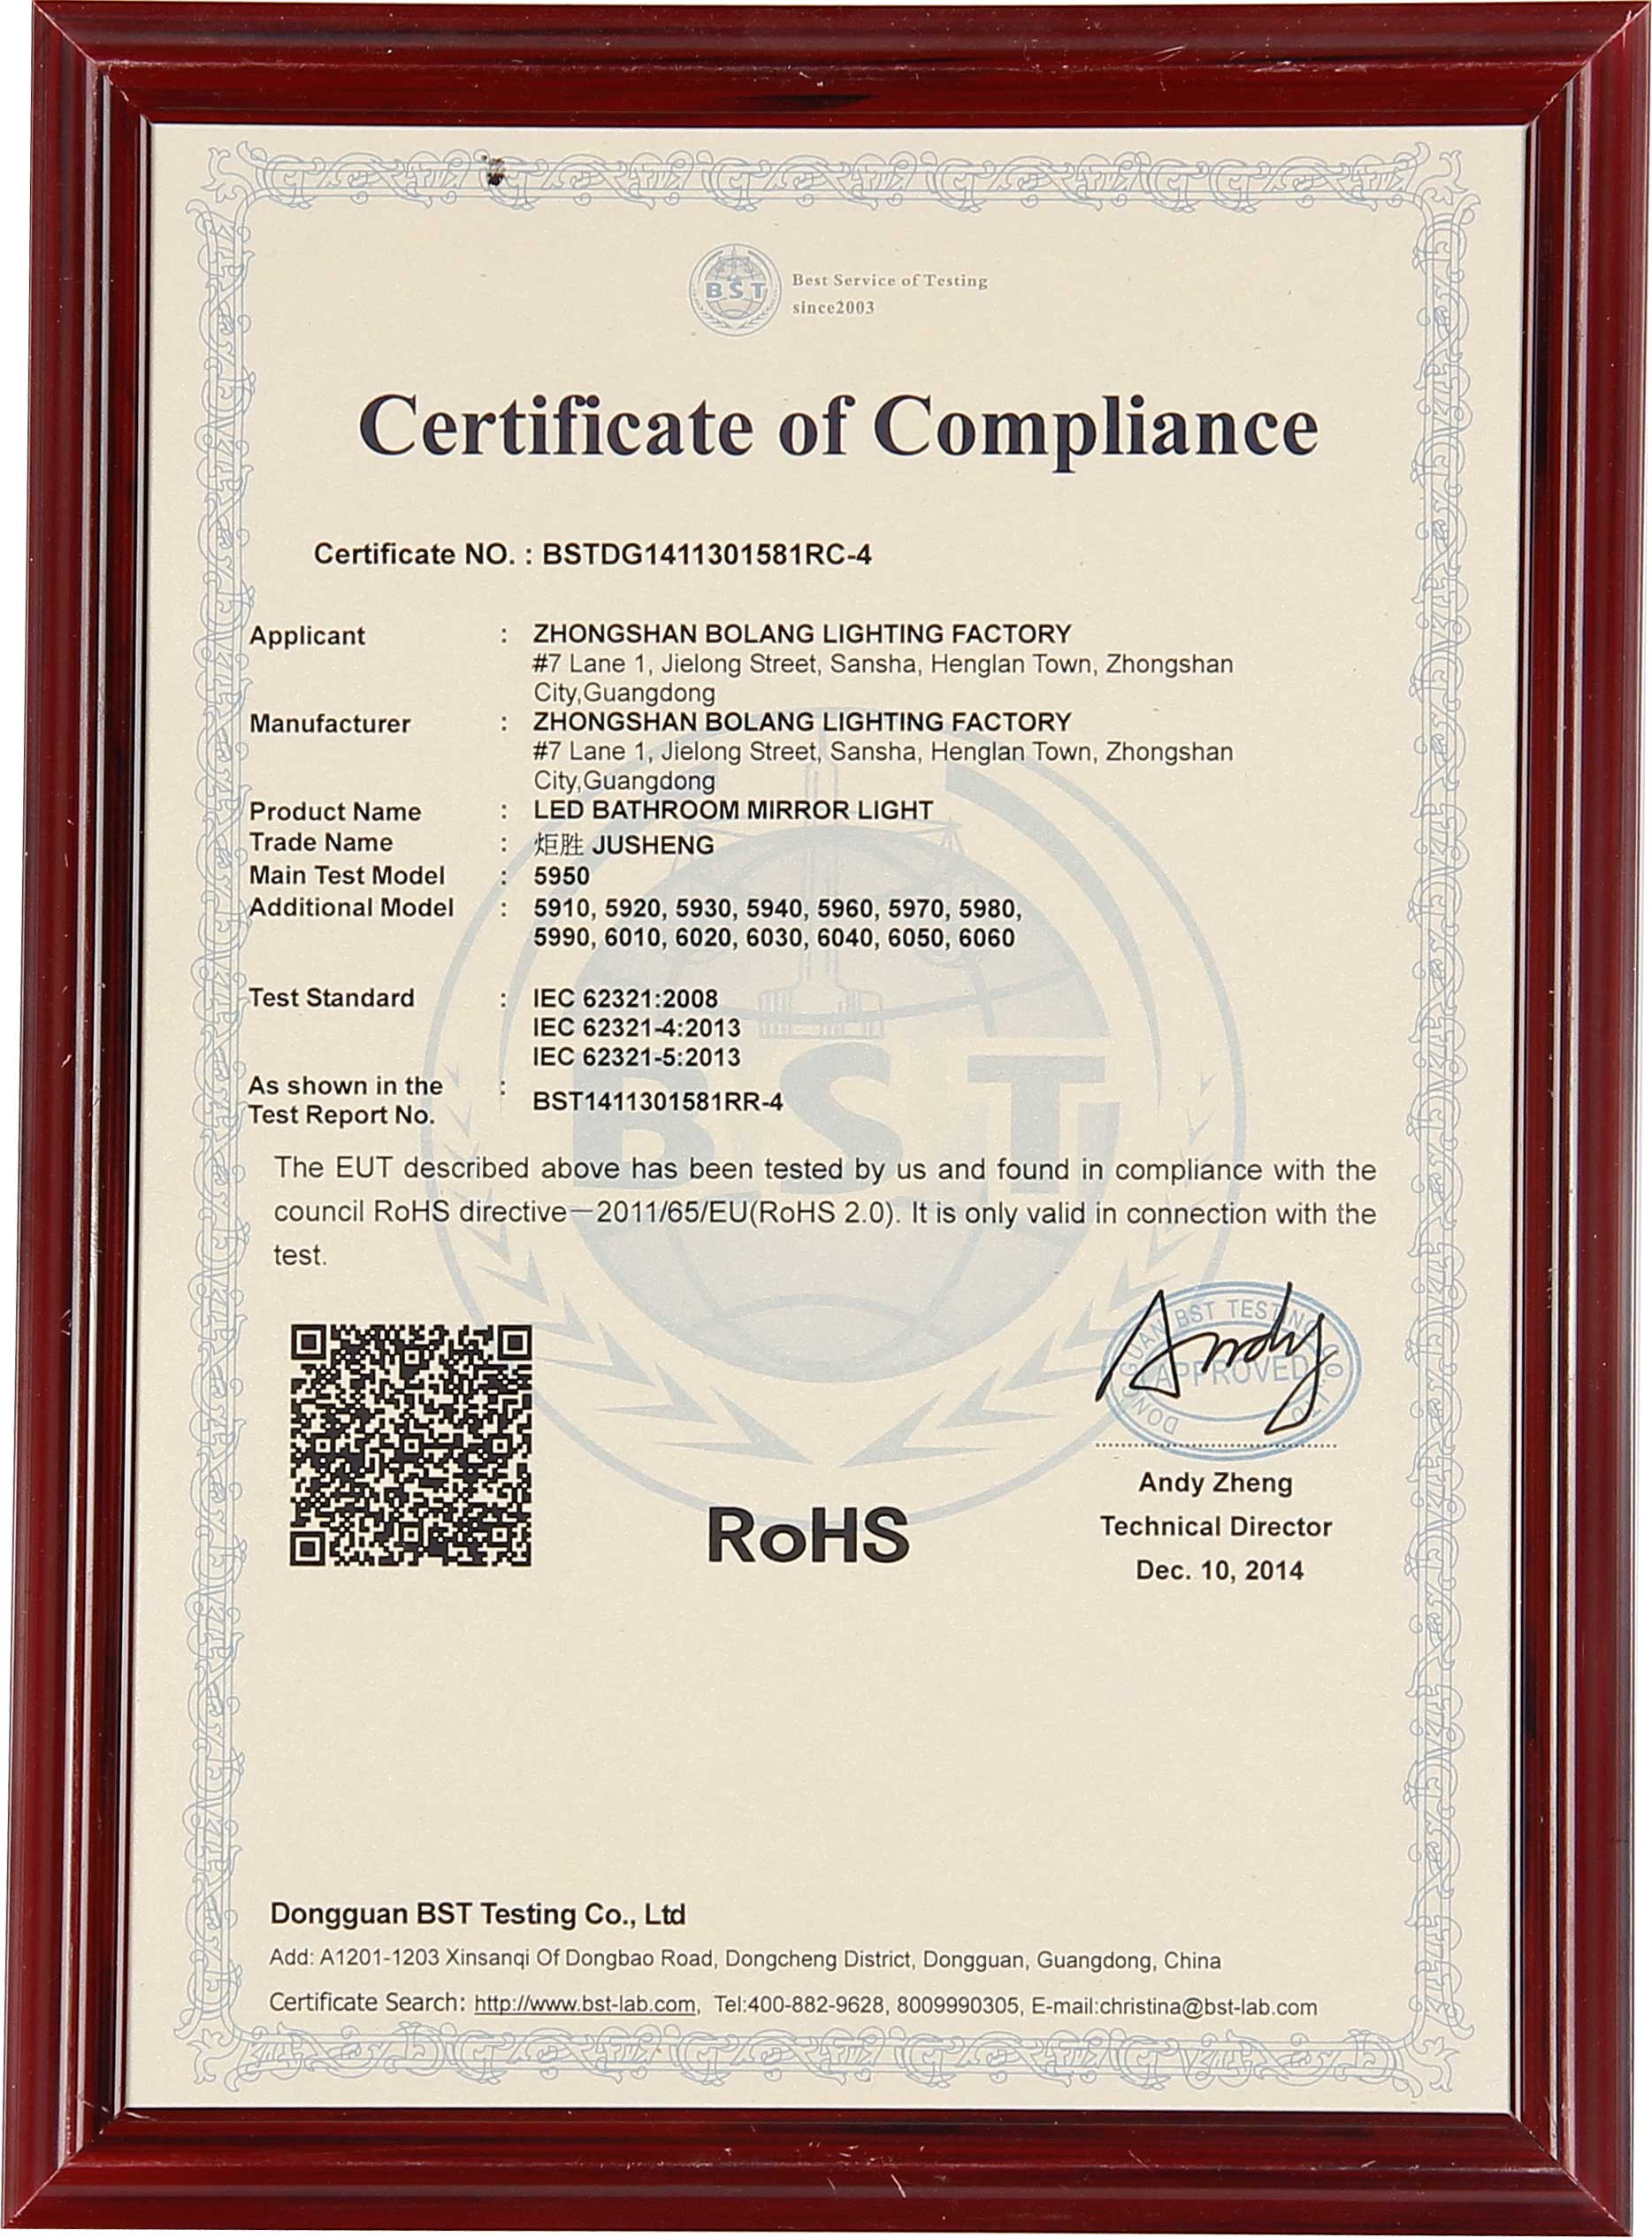 BST
Best Service of Testing
since2003
Certificate of Compliance
Certificate NO. : BSTDG1411301581RC-4
Applicant : ZHONGSHAN BOLANG LIGHTING FACTORY
#7 Lane 1, Jielong Street, Sansha, Henglan Town, Zhongshan
City,Guangdong
Manufacturer : ZHONGSHAN BOLANG LIGHTING FACTORY
#7 Lane 1, Jielong Street, Sansha, Henglan Town, Zhongshan
City,Guangdong
Product Name : LED BATHROOM MIRROR LIGHT
Trade Name : 炬胜 JUSHENG
Main Test Model : 5950
Additional Model : 5910, 5920, 5930, 5940, 5960, 5970, 5980,
5990, 6010, 6020, 6030, 6040, 6050, 6060
Test Standard : IEC 62321:2008
IEC 62321-4:2013
IEC 62321-5:2013
As shown in the :
Test Report No. BST1411301581RR-4
BST
The EUT described above has been tested by us and found in compliance with the
council RoHS directive—2011/65/EU(RoHS 2.0). It is only valid in connection with the
test.
DONGGUAN BST TESTING CO., LTD
APPROVED
Andy
Andy Zheng
Technical Director
Dec. 10, 2014
RoHS
Dongguan BST Testing Co., Ltd
Add: A1201-1203 Xinsanqi Of Dongbao Road, Dongcheng District, Dongguan, Guangdong, China
Certificate Search: http://www.bst-lab.com, Tel:400-882-9628, 8009990305, E-mail:christina@bst-lab.com